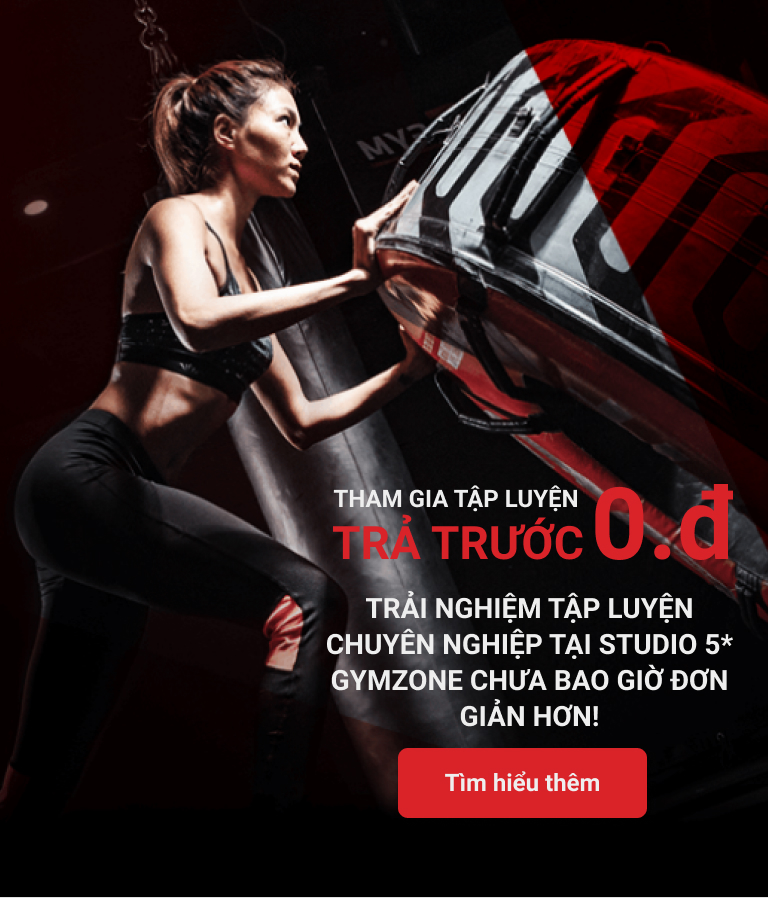 THAM GIA TẬP LUYỆN
TRẢ TRƯỚC 0.đ
TRẢI NGHIỆM TẬP LUYỆN
CHUYÊN NGHIỆP TẠI STUDIO 5*
GYMZONE CHƯA BAO GIỜ ĐƠN
GIẢN HƠN!
Tìm hiểu thêm